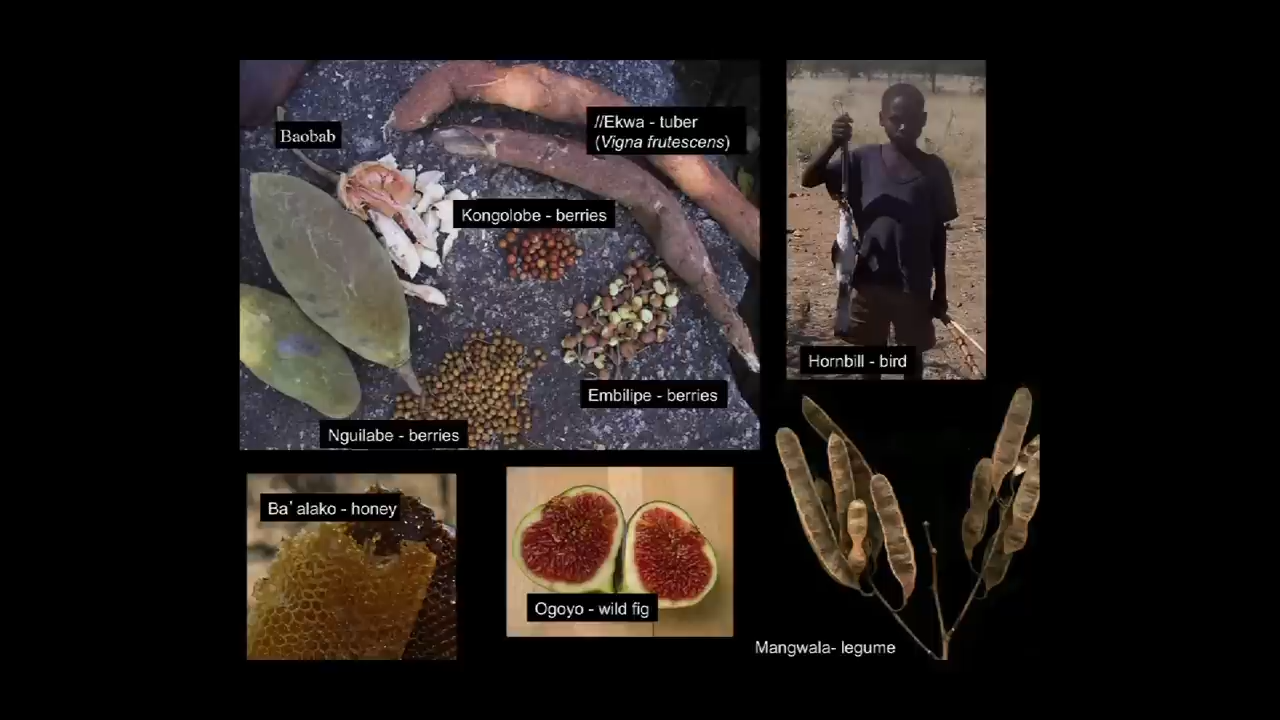 Baobab
//Ekwa - tuber
(Vigna frutescens)
Kongolobe - berries
Embilipe - berries
Nguilabe - berries
Hornbill - bird
Ba’alako - honey
Ogoyo - wild fig
Mangwala- legume